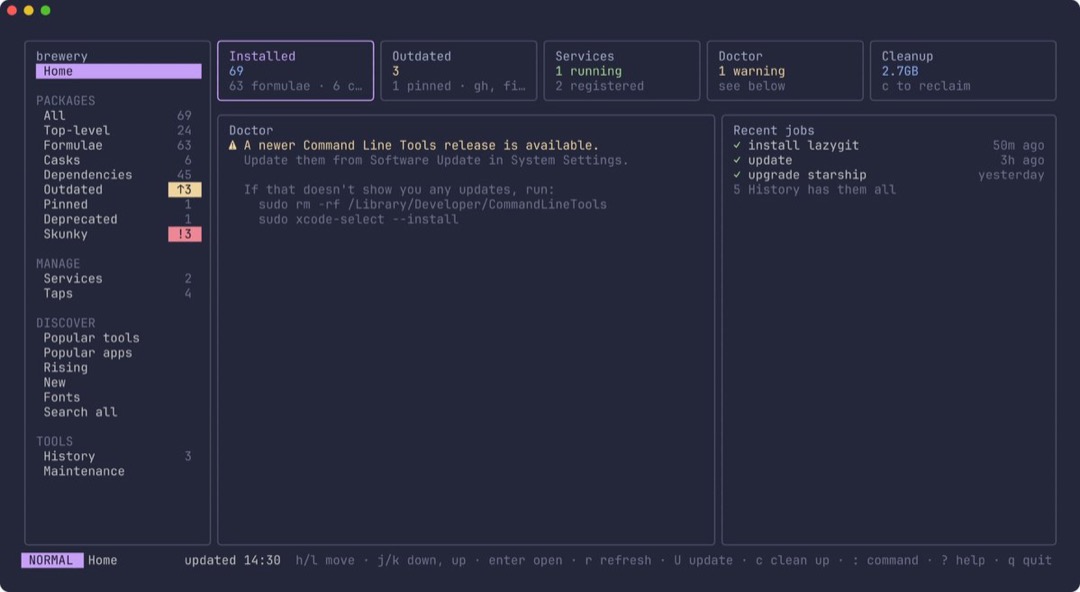 brewery
Home
PACKAGES
All 69
Top-level 24
Formulae 63
Casks 6
Dependencies 45
Outdated ↑3
Pinned 1
Deprecated 1
Skunky !3
MANAGE
Services 2
Taps 4
DISCOVER
Popular tools
Popular apps
Rising
New
Fonts
Search all
TOOLS
History 3
Maintenance
Installed
69
63 formulae · 6 c…
Outdated
3
1 pinned · gh, fi…
Services
1 running
2 registered
Doctor
1 warning
see below
Cleanup
2.7GB
c to reclaim
Doctor
⚠ A newer Command Line Tools release is available.
Update them from Software Update in System Settings.
If that doesn't show you any updates, run:
sudo rm -rf /Library/Developer/CommandLineTools
sudo xcode-select --install
Recent jobs
✓ install lazygit 50m ago
✓ update 3h ago
✓ upgrade starship yesterday
5 History has them all
NORMAL Home updated 14:30 h/l move · j/k down, up · enter open · r refresh · U update · c clean up · : command · ? help · q quit